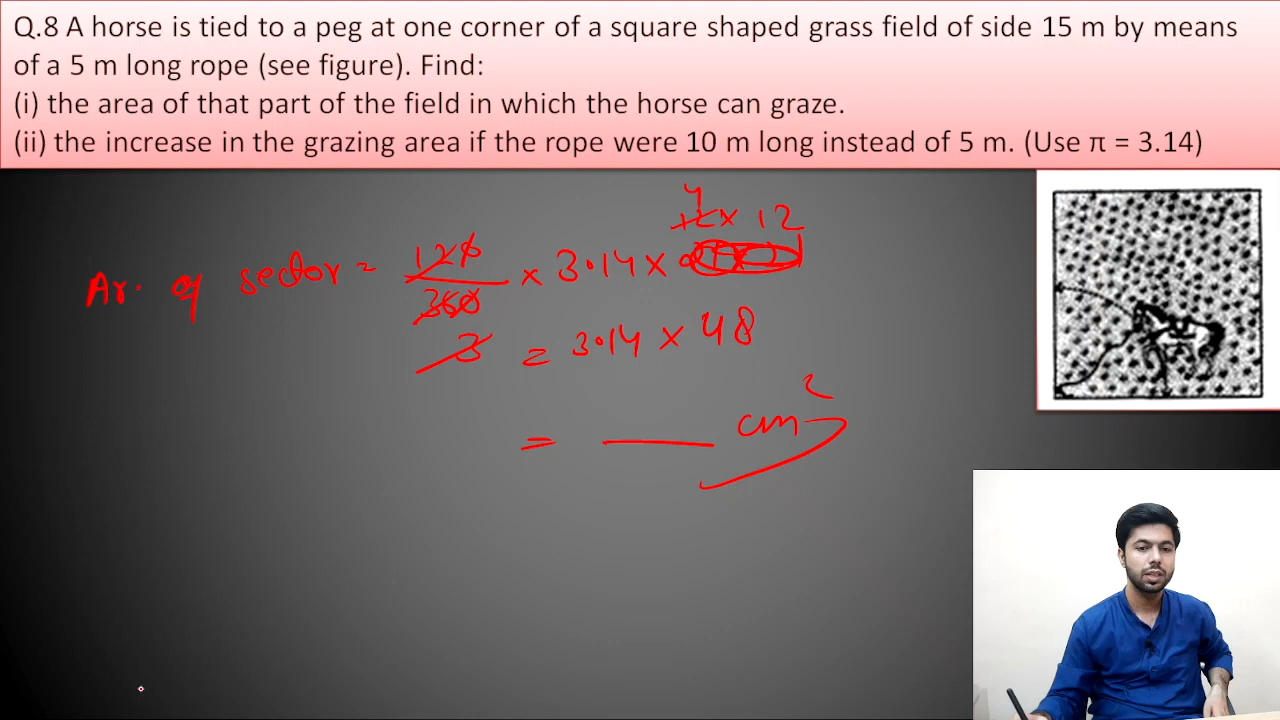 Q.8 A horse is tied to a peg at one corner of a square shaped grass field of side 15 m by means
of a 5 m long rope (see figure). Find:
(i) the area of that part of the field in which the horse can graze.
(ii) the increase in the grazing area if the rope were 10 m long instead of 5 m. (Use π = 3.14)
4
12 × 12
Ar. of sector = 120/360 × 3.14 ×
3
= 3.14 × 48
= ___ cm²